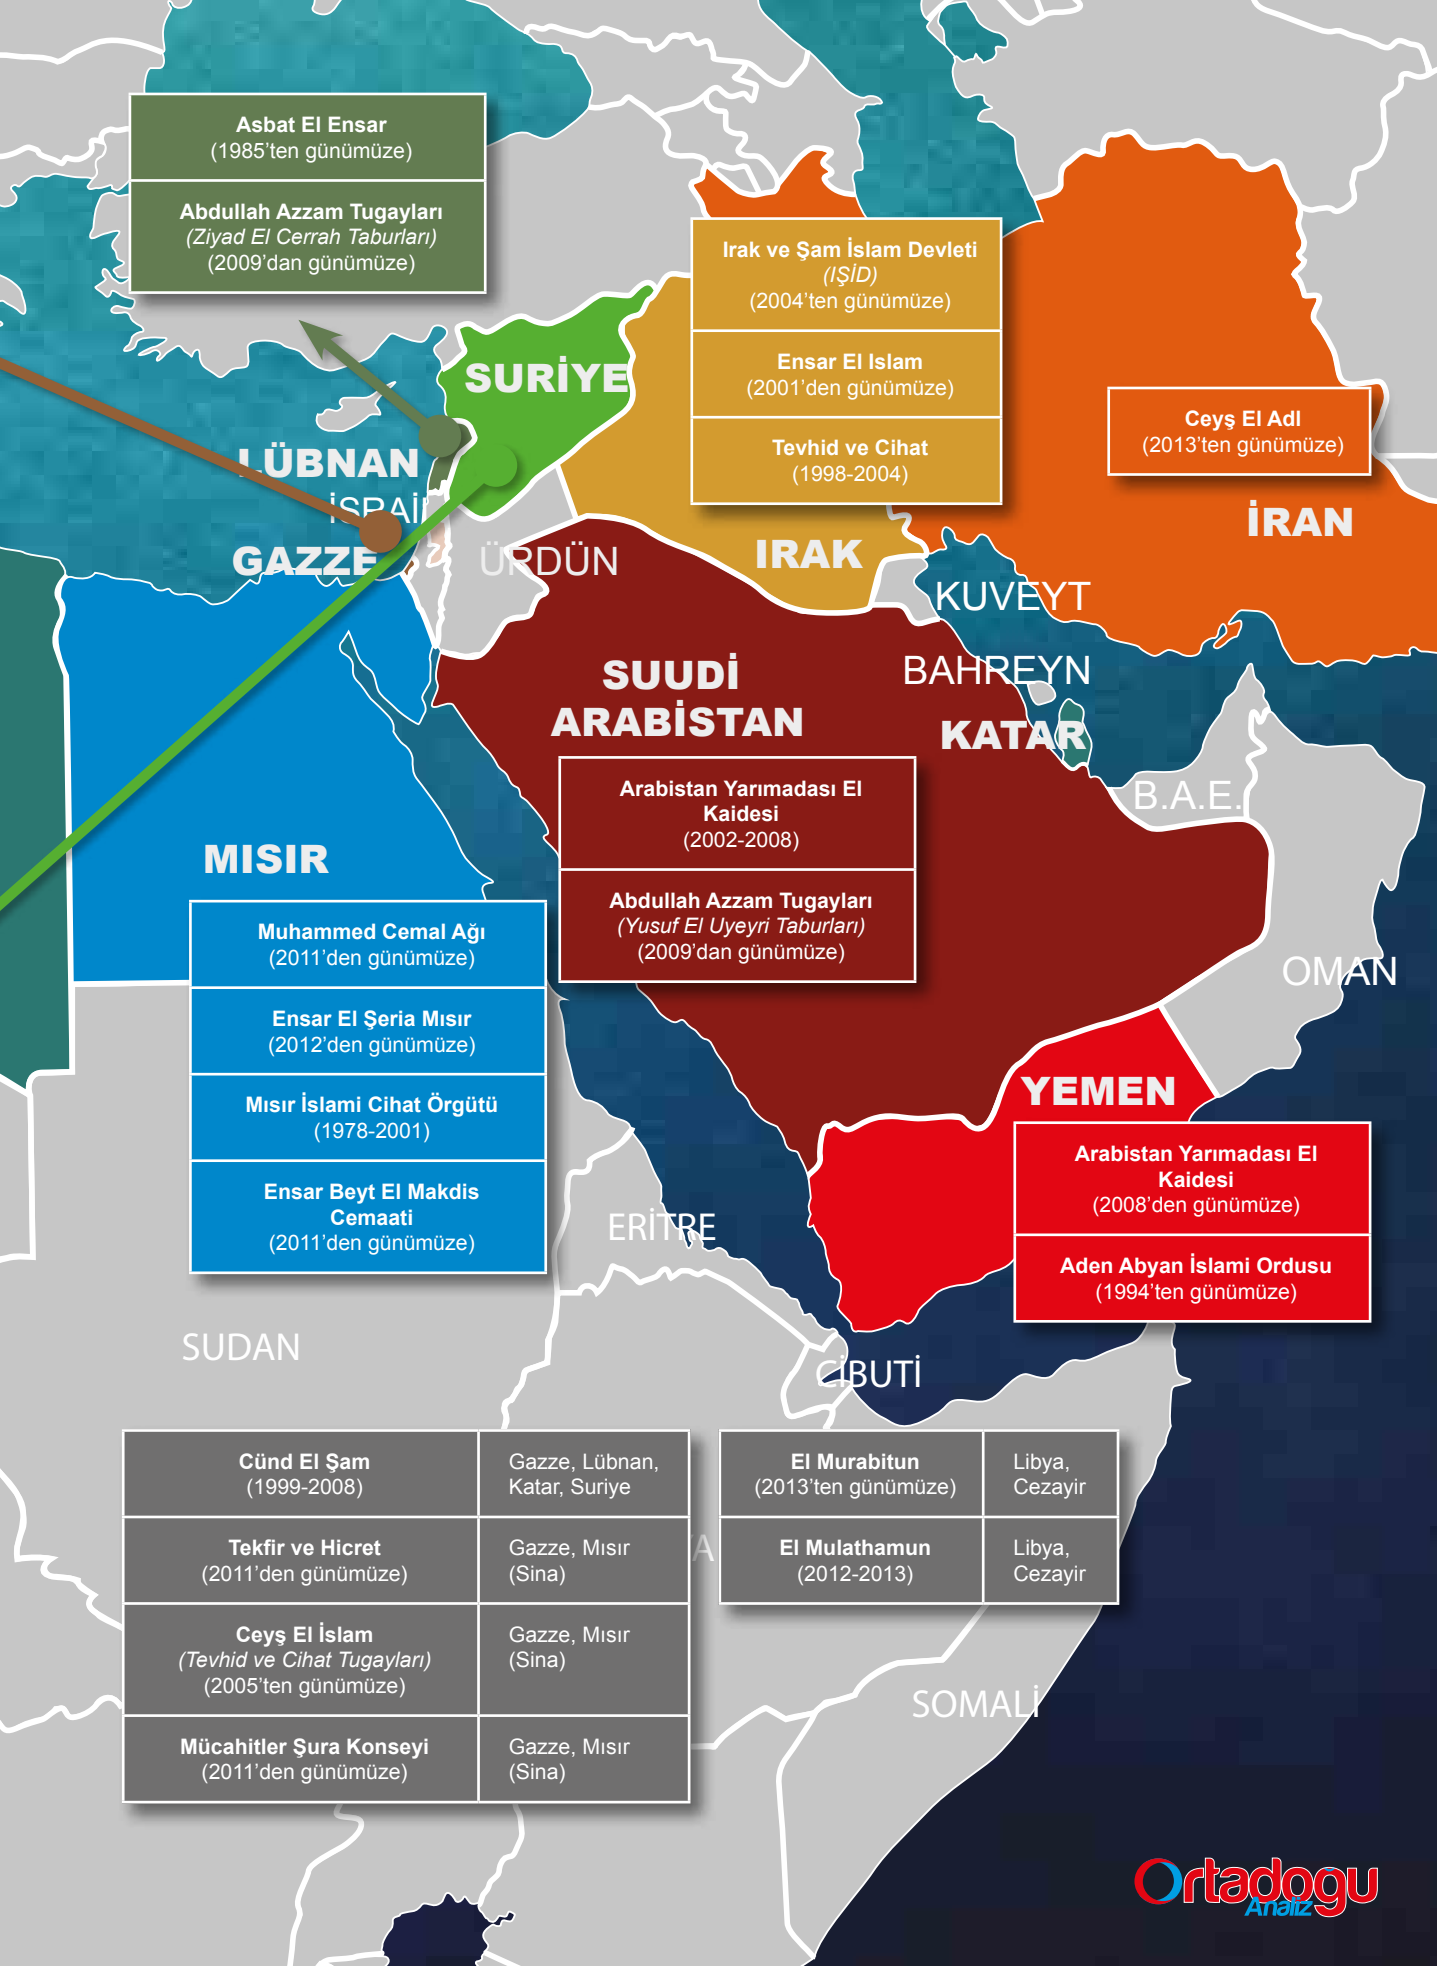 Asbat El Ensar
(1985'ten günümüze)
Abdullah Azzam Tugayları
(Ziyad El Cerrah Taburları)
(2009'dan günümüze)
Irak ve Şam İslam Devleti
(IŞİD)
(2004'ten günümüze)
Ensar El Islam
(2001'den günümüze)
Tevhid ve Cihat
(1998-2004)
Ceyş El Adl
(2013'ten günümüze)
SURİYE
LÜBNAN
İSRAİL
GAZZE
ÜRDÜN
IRAK
İRAN
KUVEYT
BAHREYN
KATAR
SUUDİ
ARABİSTAN
B.A.E.
Arabistan Yarımadası El
Kaidesi
(2002-2008)
Abdullah Azzam Tugayları
(Yusuf El Uyeyri Taburları)
(2009'dan günümüze)
MISIR
Muhammed Cemal Ağı
(2011'den günümüze)
Ensar El Şeria Mısır
(2012'den günümüze)
Mısır İslami Cihat Örgütü
(1978-2001)
Ensar Beyt El Makdis
Cemaati
(2011'den günümüze)
OMAN
YEMEN
Arabistan Yarımadası El
Kaidesi
(2008'den günümüze)
Aden Abyan İslami Ordusu
(1994'ten günümüze)
ERİTRE
SUDAN
CİBUTİ
Cünd El Şam
(1999-2008)
Gazze, Lübnan,
Katar, Suriye
Tekfir ve Hicret
(2011'den günümüze)
Gazze, Mısır
(Sina)
Ceyş El İslam
(Tevhid ve Cihat Tugayları)
(2005'ten günümüze)
Gazze, Mısır
(Sina)
Mücahitler Şura Konseyi
(2011'den günümüze)
Gazze, Mısır
(Sina)
El Murabitun
(2013'ten günümüze)
Libya,
Cezayir
El Mulathamun
(2012-2013)
Libya,
Cezayir
SOMALİ
Ortadoğu
Analiz